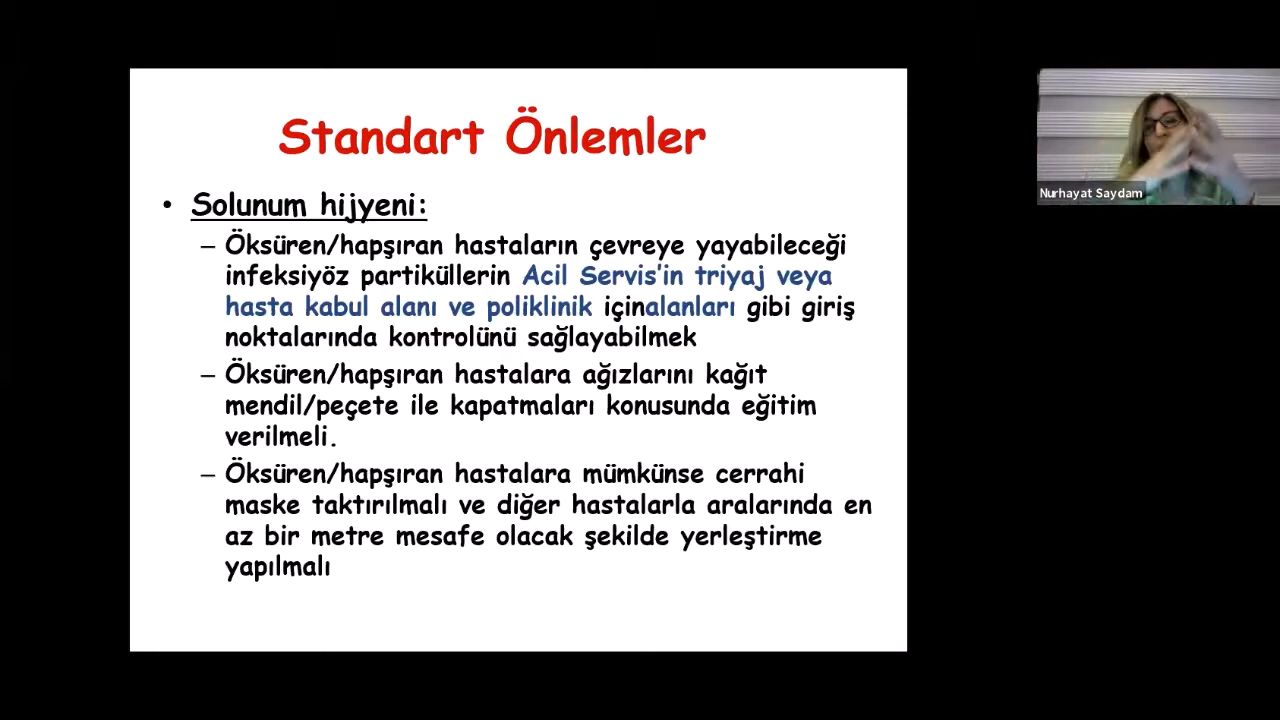 Standart Önlemler
• Solunum hijyeni:
– Öksüren/hapşıran hastaların çevreye yayabileceği
infeksiyöz partiküllerin Acil Servis’in triyaj veya
hasta kabul alanı ve poliklinik içinalanları gibi giriş
noktalarında kontrolünü sağlayabilmek
– Öksüren/hapşıran hastalara ağızlarını kağıt
mendil/peçete ile kapatmaları konusunda eğitim
verilmeli.
– Öksüren/hapşıran hastalara mümkünse cerrahi
maske taktırılmalı ve diğer hastalarla aralarında en
az bir metre mesafe olacak şekilde yerleştirme
yapılmalı
Nurhayat Saydam